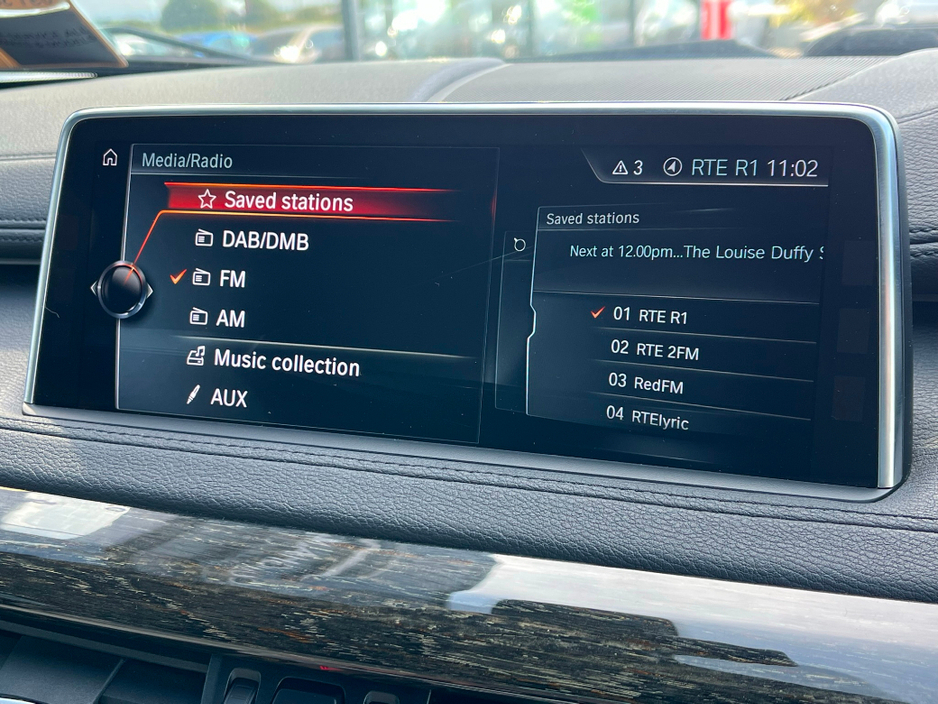 Media/Radio
3 RTE R1 11:02
Saved stations
DAB/DMB
FM
AM
Music collection
AUX
Saved stations
Next at 12.00pm...The Louise Duffy S
01 RTE R1
02 RTE 2FM
03 RedFM
04 RTElyric